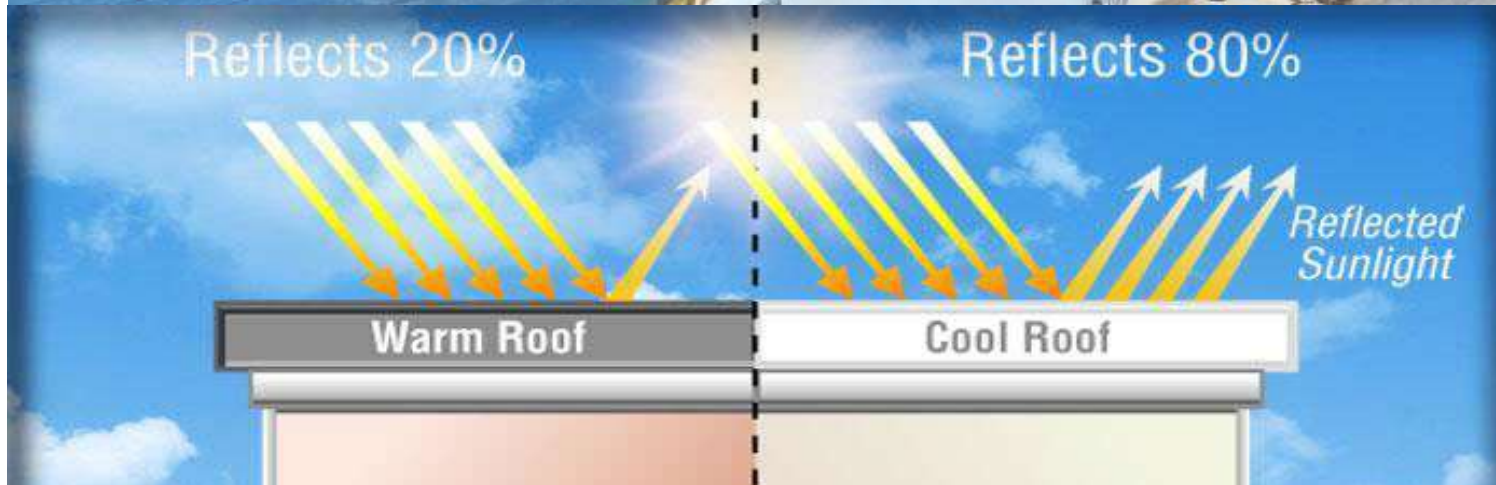 Reflects 20%
Reflects 80%
Reflected
Sunlight
Warm Roof
Cool Roof